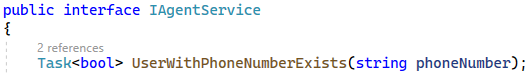 public interface IAgentService
{
2 references
Task<bool> UserWithPhoneNumberExists(string phoneNumber);